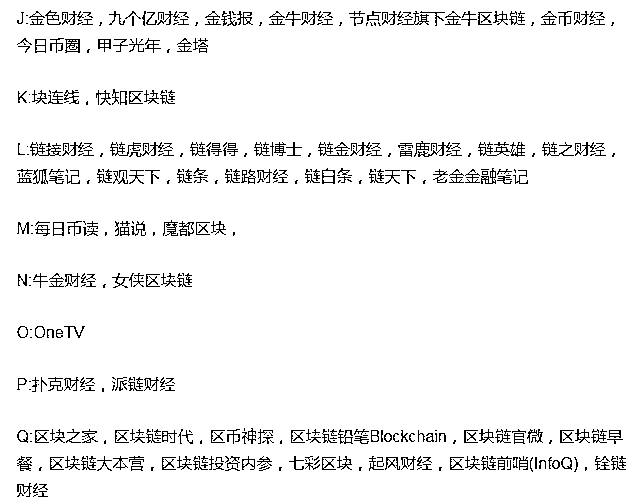 J:金色财经，九个亿财经，金钱报，金牛财经，节点财经旗下金牛区块链，金币财经，
今日币圈，甲子光年，金塔
K:块连线，快知区块链
L:链接财经，链虎财经，链得得，链博士，链金财经，雷鹿财经，链英雄，链之财经，
蓝狐笔记，链观天下，链条，链路财经，链白条，链天下，老金金融笔记
M:每日币读，猫说，魔都区块，
N:牛金财经，女侠区块链
O:OneTV
P:扑克财经，派链财经
Q:区块之家，区块链时代，区币神探，区块链铅笔Blockchain，区块链官微，区块链早
餐，区块链大本营，区块链投资内参，七彩区块，起风财经，区块链前哨(InfoQ)，铨链
财经